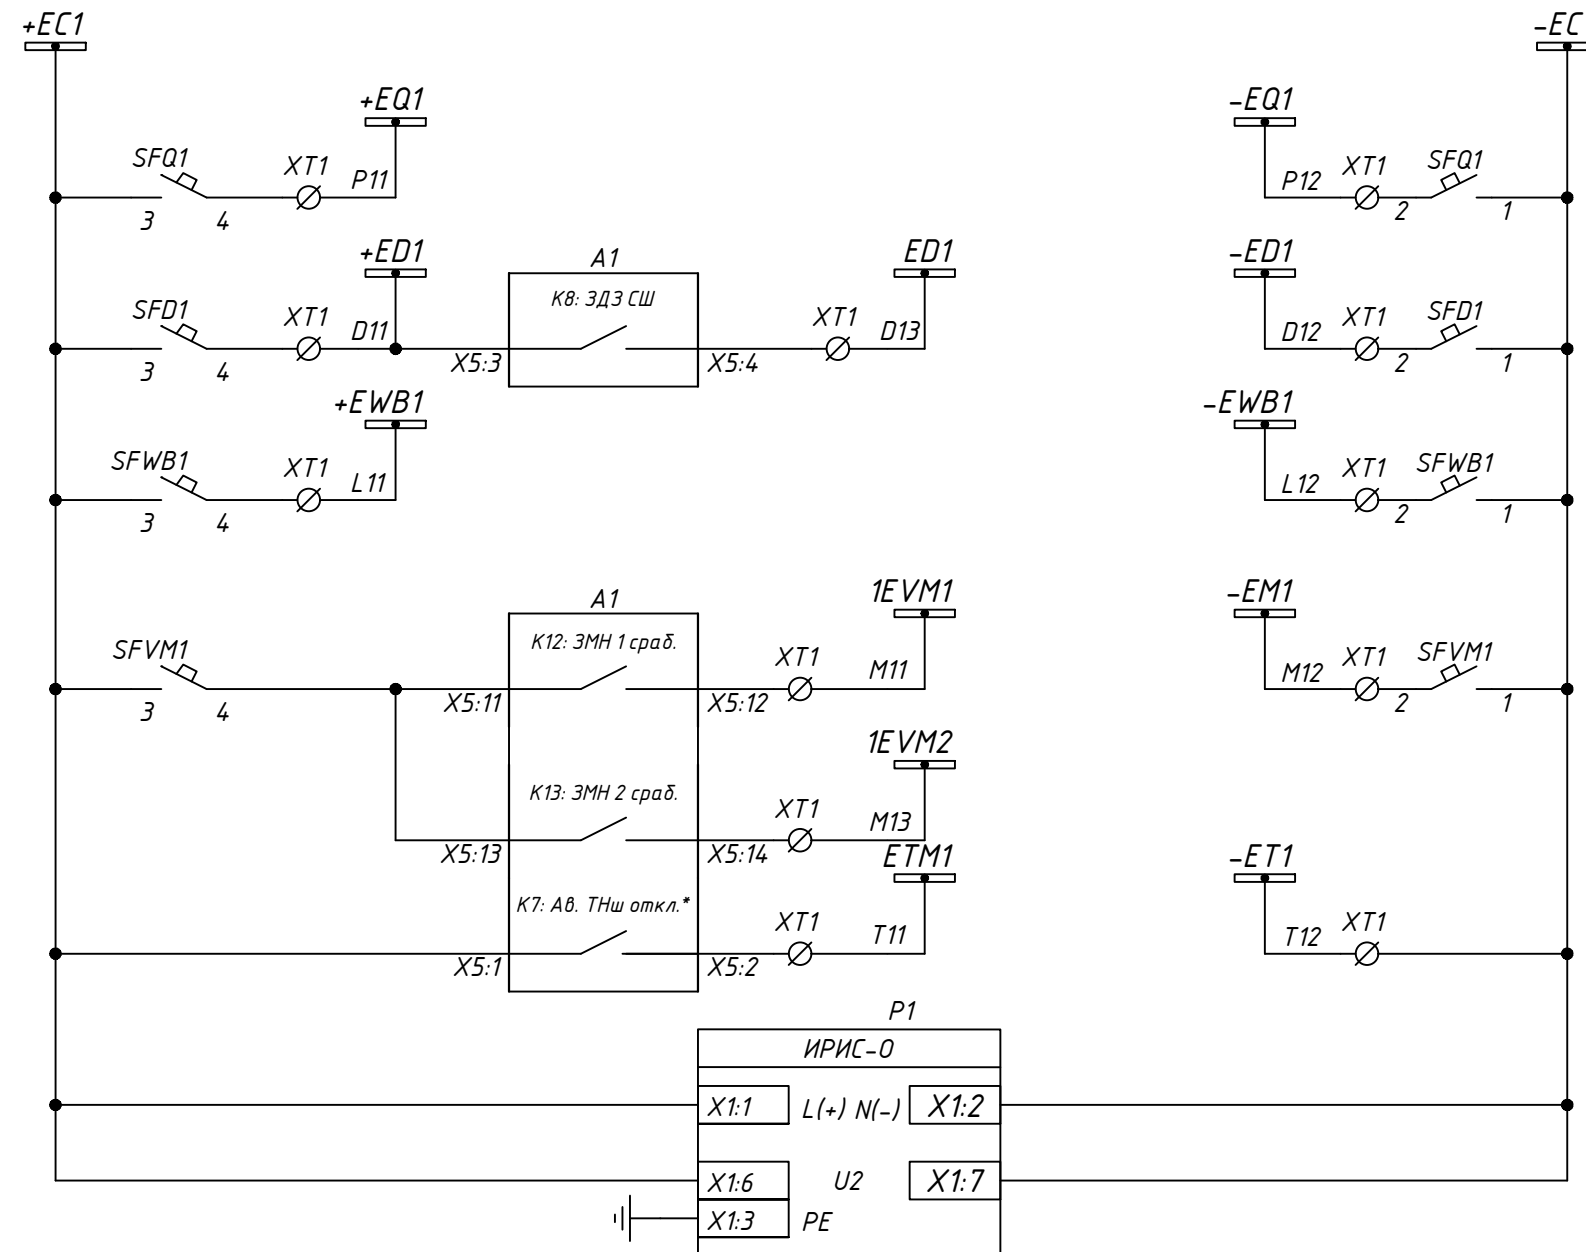 +EC1
-EC
+EQ1
-EQ1
SFQ1
XT1
P11
3
4
P12
XT1
SFQ1
2
1
+ED1
A1
ED1
-ED1
K8: ЗДЗ СШ
SFD1
XT1
D11
3
4
X5:3
X5:4
XT1
D13
D12
XT1
SFD1
2
1
+EWB1
-EWB1
SFWB1
XT1
L11
3
4
L12
XT1
SFWB1
2
1
A1
1EVM1
-EM1
SFVM1
3
4
K12: ЗМН 1 сраб.
X5:11
X5:12
XT1
M11
M12
XT1
SFVM1
2
1
1EVM2
K13: ЗМН 2 сраб.
X5:13
X5:14
XT1
M13
ETM1
-ET1
K7: Ав. ТНш откл.*
X5:1
X5:2
XT1
T11
T12
XT1
P1
ИРИС-О
X1:1
L(+) N(-)
X1:2
X1:6
U2
X1:7
X1:3
PE